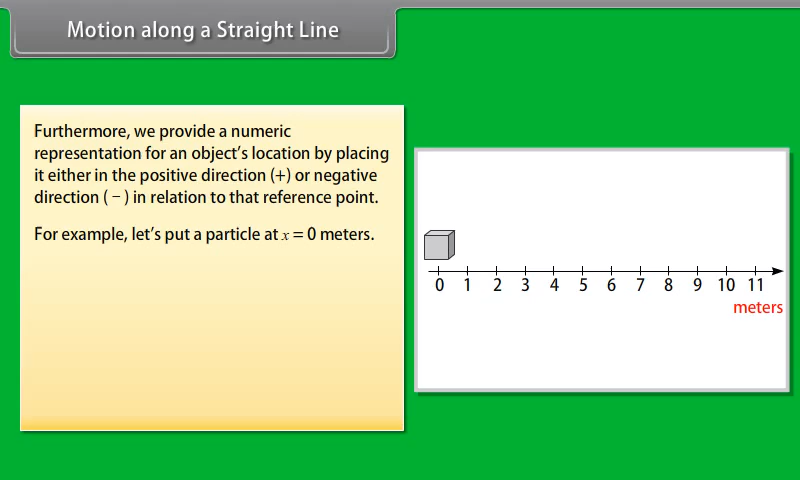 Motion along a Straight Line
Furthermore, we provide a numeric
representation for an object's location by placing
it either in the positive direction (+) or negative
direction ( − ) in relation to that reference point.
For example, let's put a particle at x = 0 meters.
0 1 2 3 4 5 6 7 8 9 10 11
meters